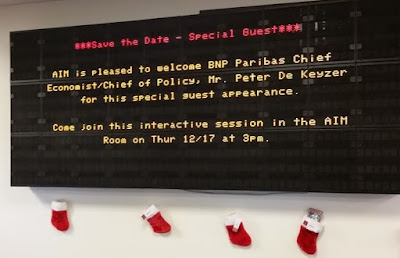 ***Save the Date - Special Guest***
AIM is pleased to welcome BNP Paribas Chief
Economist/Chief of Policy, Mr. Peter De Keyzer
for this special guest appearance.
Come join this interactive session in the AIM
Room on Thur 12/17 at 3pm.